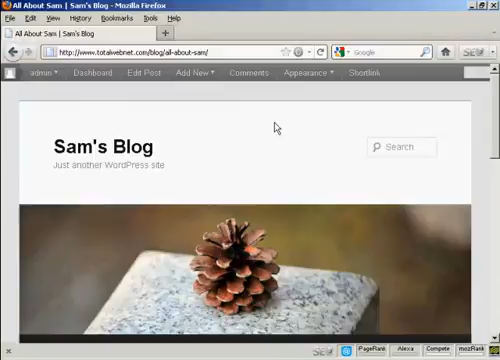 All About Sam | Sam's Blog - Mozilla Firefox
File Edit View History Bookmarks Tools Help
All About Sam | Sam's Blog
http://www.totalwebnet.com/blog/all-about-sam/
Google
admin Dashboard Edit Post Add New Comments Appearance Shortlink
Sam's Blog
Search
Just another WordPress site
PageRank Alexa Compete mozRank